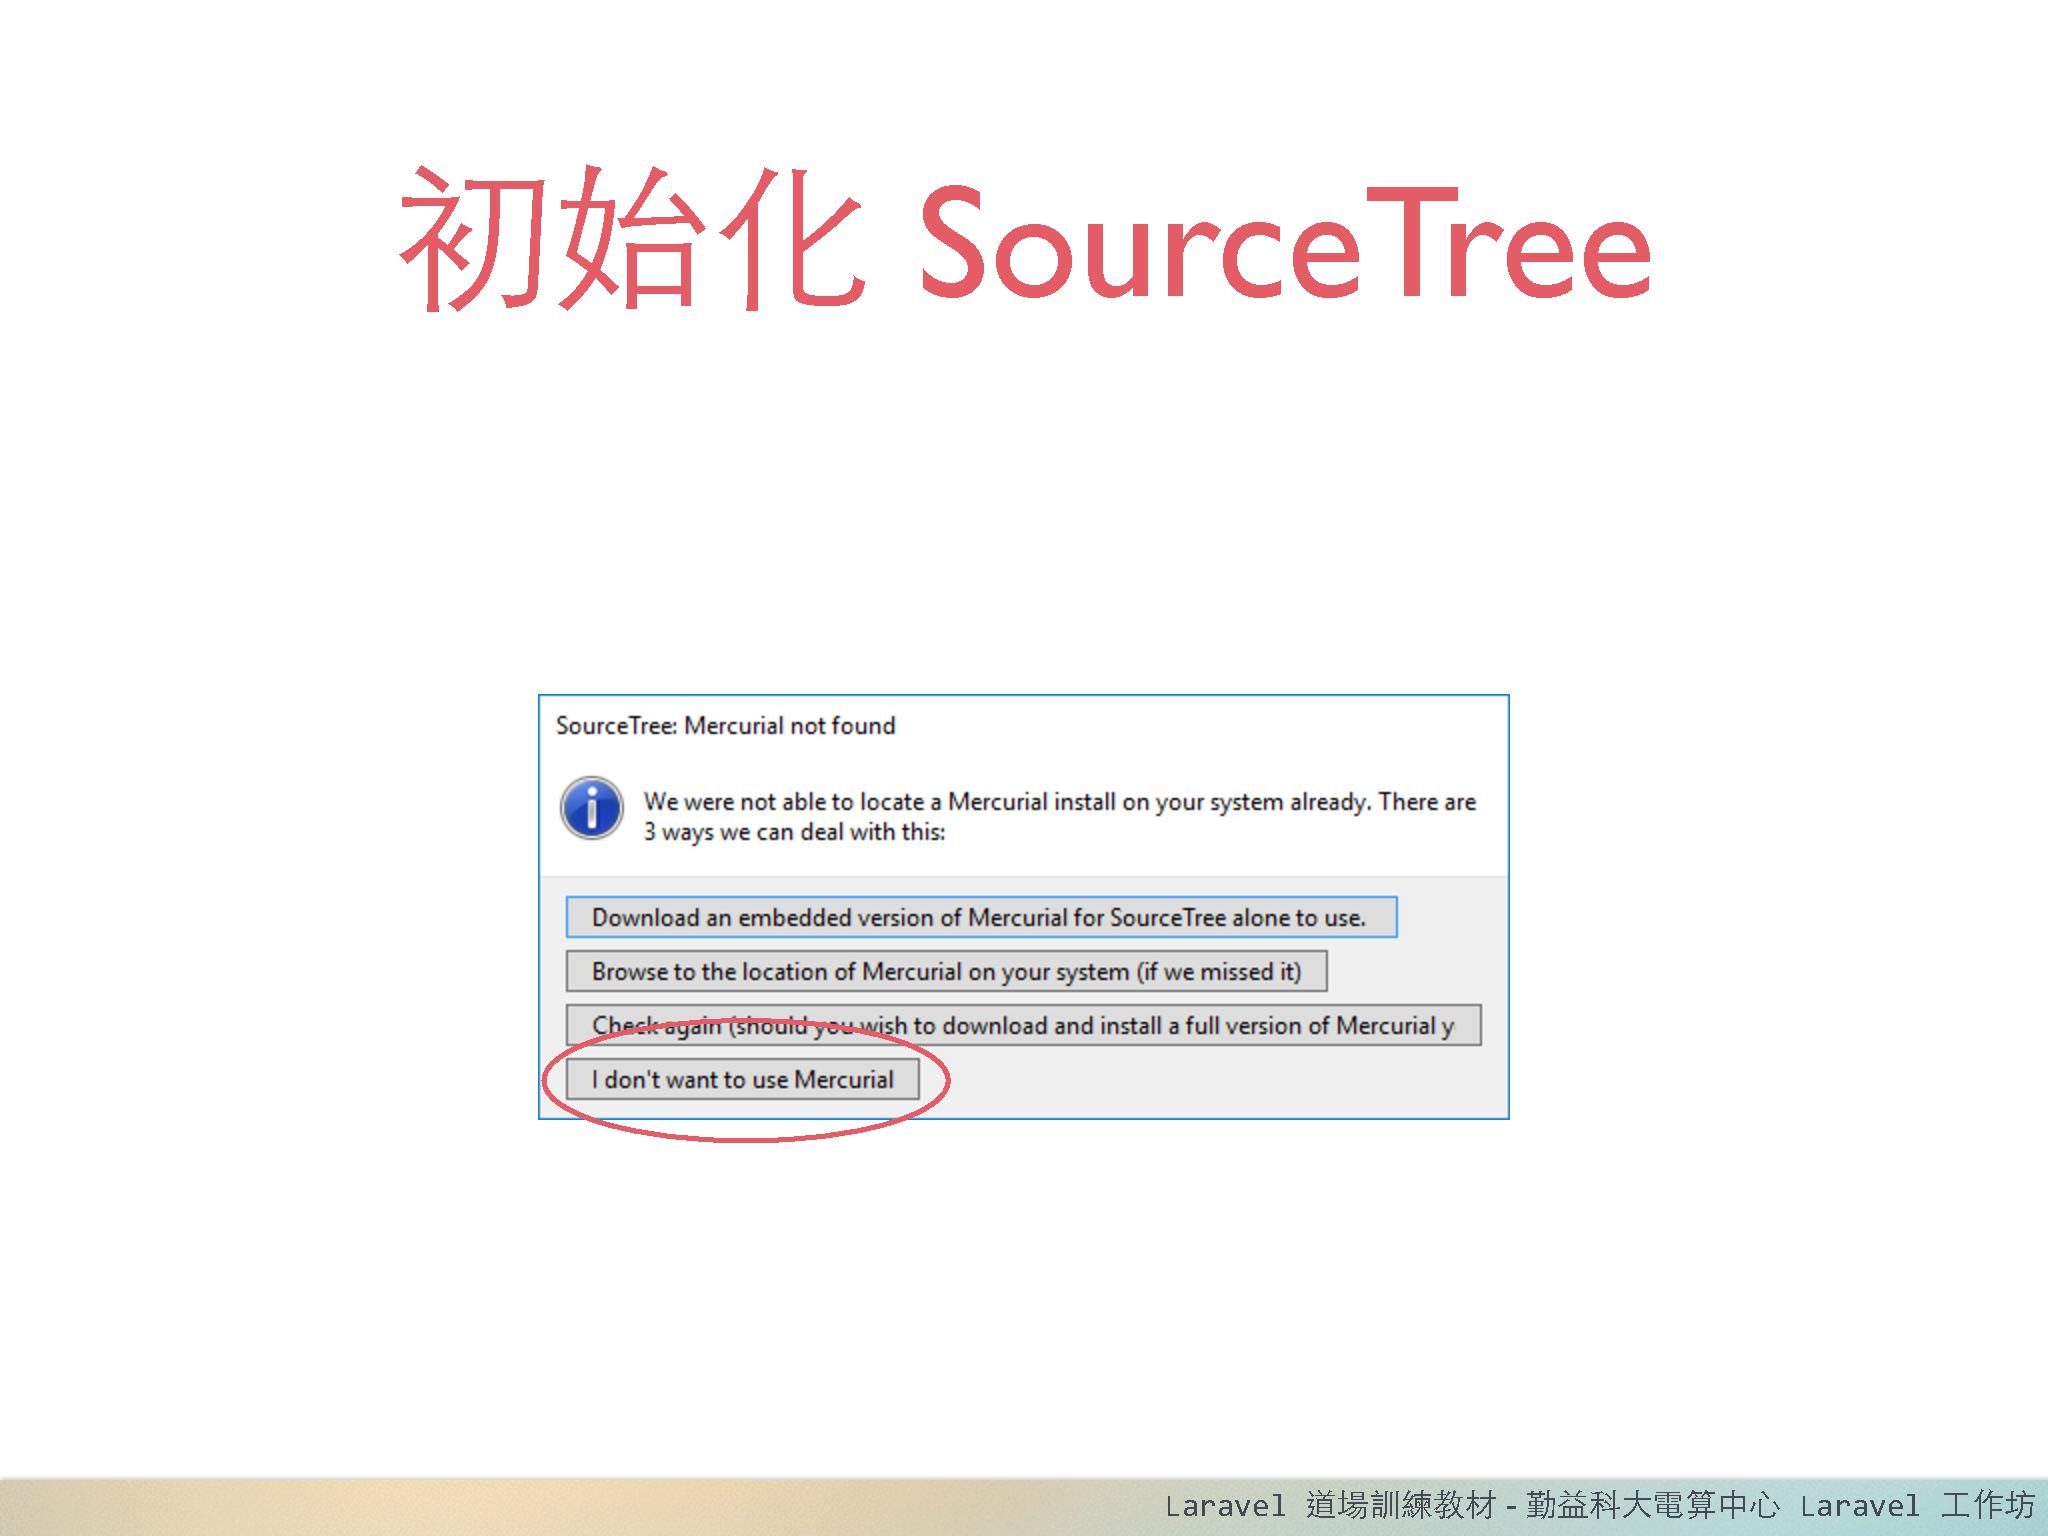 初始化 SourceTree
SourceTree: Mercurial not found
We were not able to locate a Mercurial install on your system already. There are
3 ways we can deal with this:
Download an embedded version of Mercurial for SourceTree alone to use.
Browse to the location of Mercurial on your system (if we missed it)
Check again (should you wish to download and install a full version of Mercurial y
I don't want to use Mercurial
Laravel 道場訓練教材 - 勤益科大電算中心 Laravel 工作坊